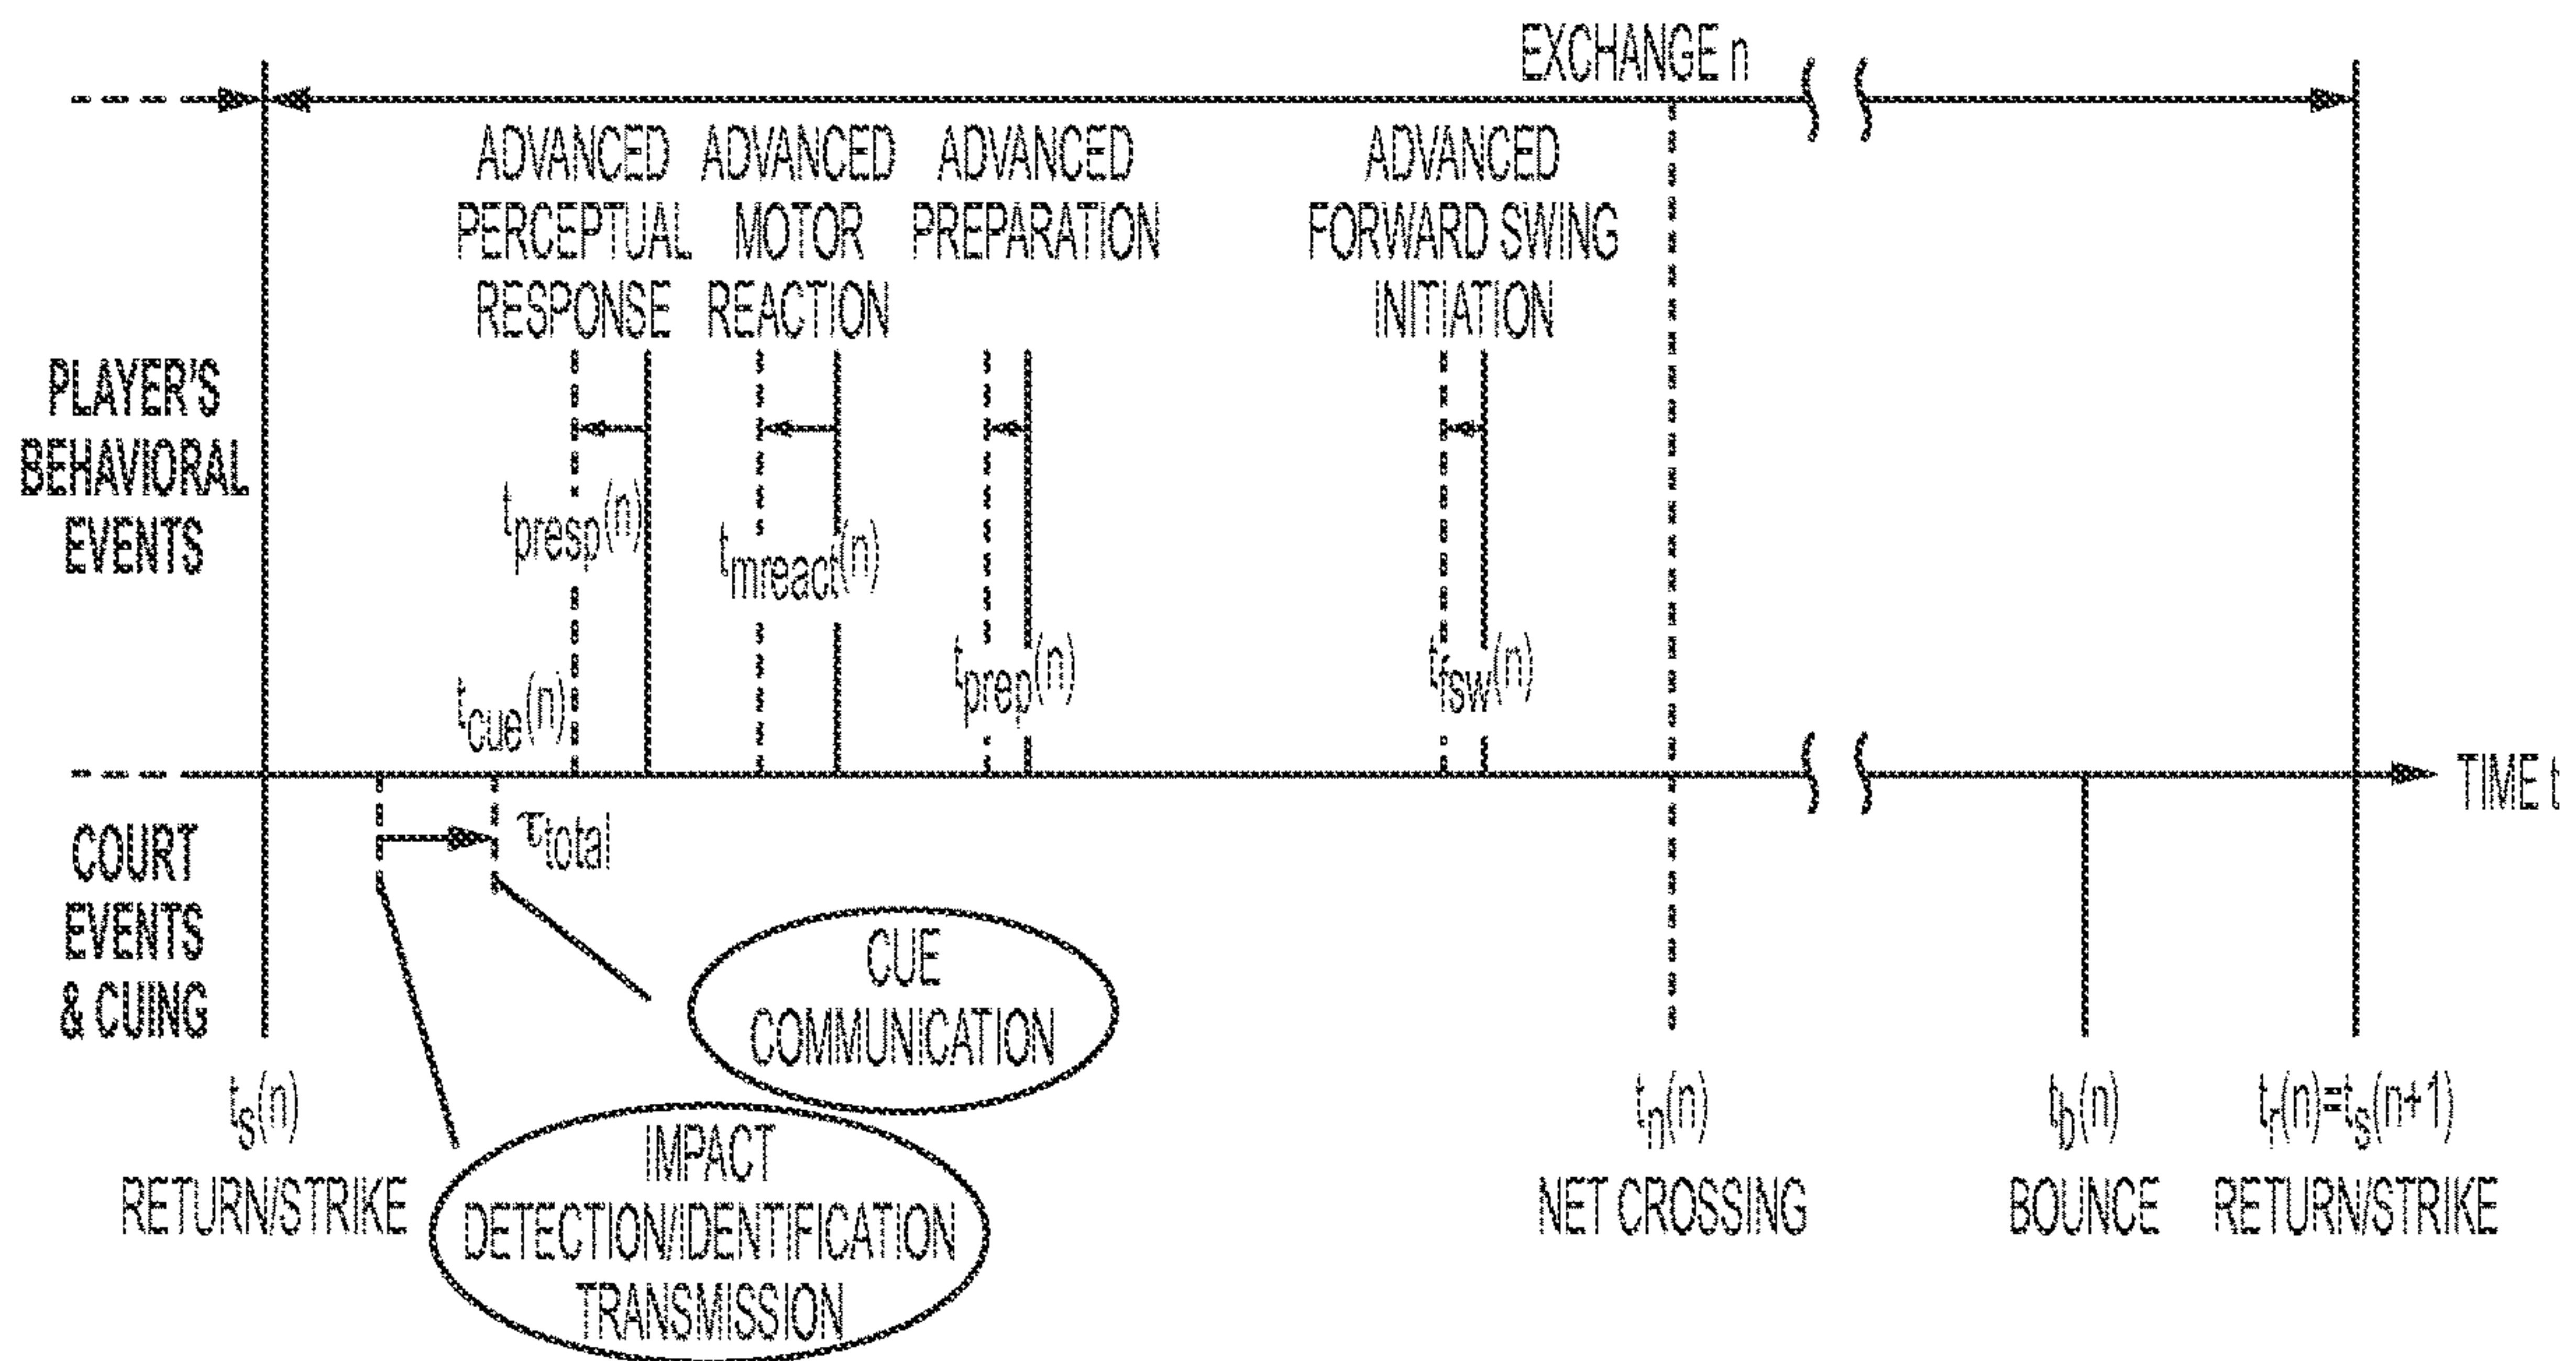 EXCHANGE n
ADVANCED
PERCEPTUAL
RESPONSE
ADVANCED
MOTOR
REACTION
ADVANCED
PREPARATION
ADVANCED
FORWARD SWING
INITIATION
PLAYER'S
BEHAVIORAL
EVENTS
tpresp(n)
tmreact(n)
tprep(n)
tfsw(n)
tcue(n)
TIME t
COURT
EVENTS
& CUING
τtotal
CUE
COMMUNICATION
IMPACT
DETECTION/IDENTIFICATION
TRANSMISSION
ts(n)
RETURN/STRIKE
tn(n)
NET CROSSING
tb(n)
BOUNCE
tr(n)=ts(n+1)
RETURN/STRIKE